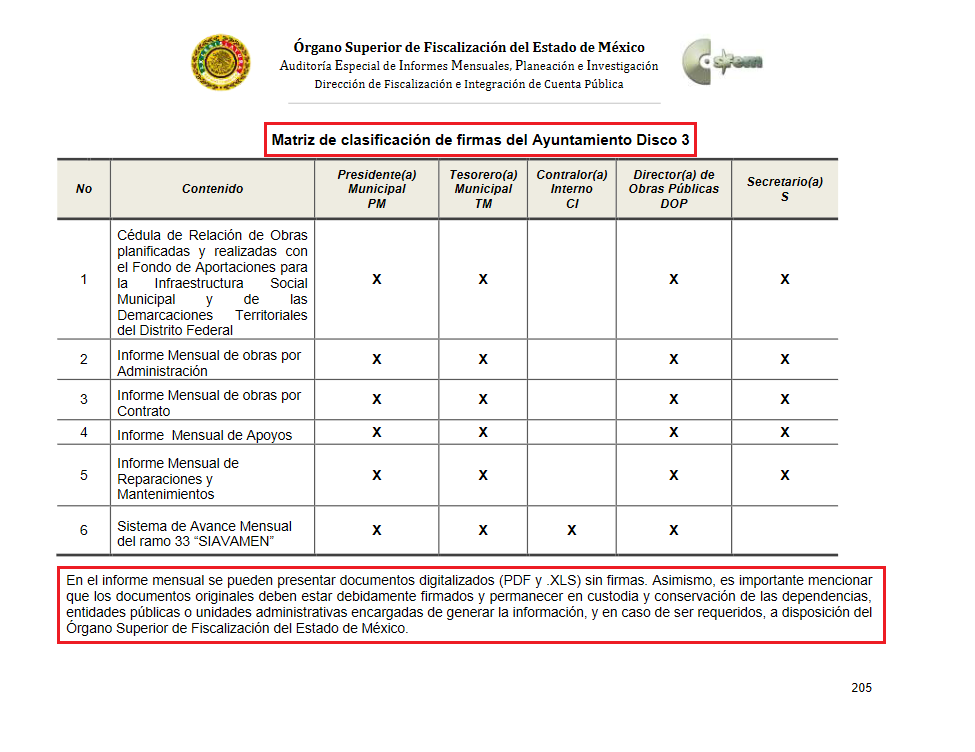 Órgano Superior de Fiscalización del Estado de México
Auditoría Especial de Informes Mensuales, Planeación e Investigación
Dirección de Fiscalización e Integración de Cuenta Pública
osfem
Matriz de clasificación de firmas del Ayuntamiento Disco 3
No
Contenido
Presidente(a)
Municipal
PM
Tesorero(a)
Municipal
TM
Contralor(a)
Interno
CI
Director(a) de
Obras Públicas
DOP
Secretario(a)
S
1
Cédula de Relación de Obras
planificadas y realizadas con
el Fondo de Aportaciones para
la Infraestructura Social
Municipal y de las
Demarcaciones Territoriales
del Distrito Federal
X X X X
2
Informe Mensual de obras por
Administración
X X X X
3
Informe Mensual de obras por
Contrato
X X X X
4
Informe Mensual de Apoyos
X X X X
5
Informe Mensual de
Reparaciones y
Mantenimientos
X X X X
6
Sistema de Avance Mensual
del ramo 33 “SIAVAMEN”
X X X X
En el informe mensual se pueden presentar documentos digitalizados (PDF y .XLS) sin firmas. Asimismo, es importante mencionar
que los documentos originales deben estar debidamente firmados y permanecer en custodia y conservación de las dependencias,
entidades públicas o unidades administrativas encargadas de generar la información, y en caso de ser requeridos, a disposición del
Órgano Superior de Fiscalización del Estado de México.
205